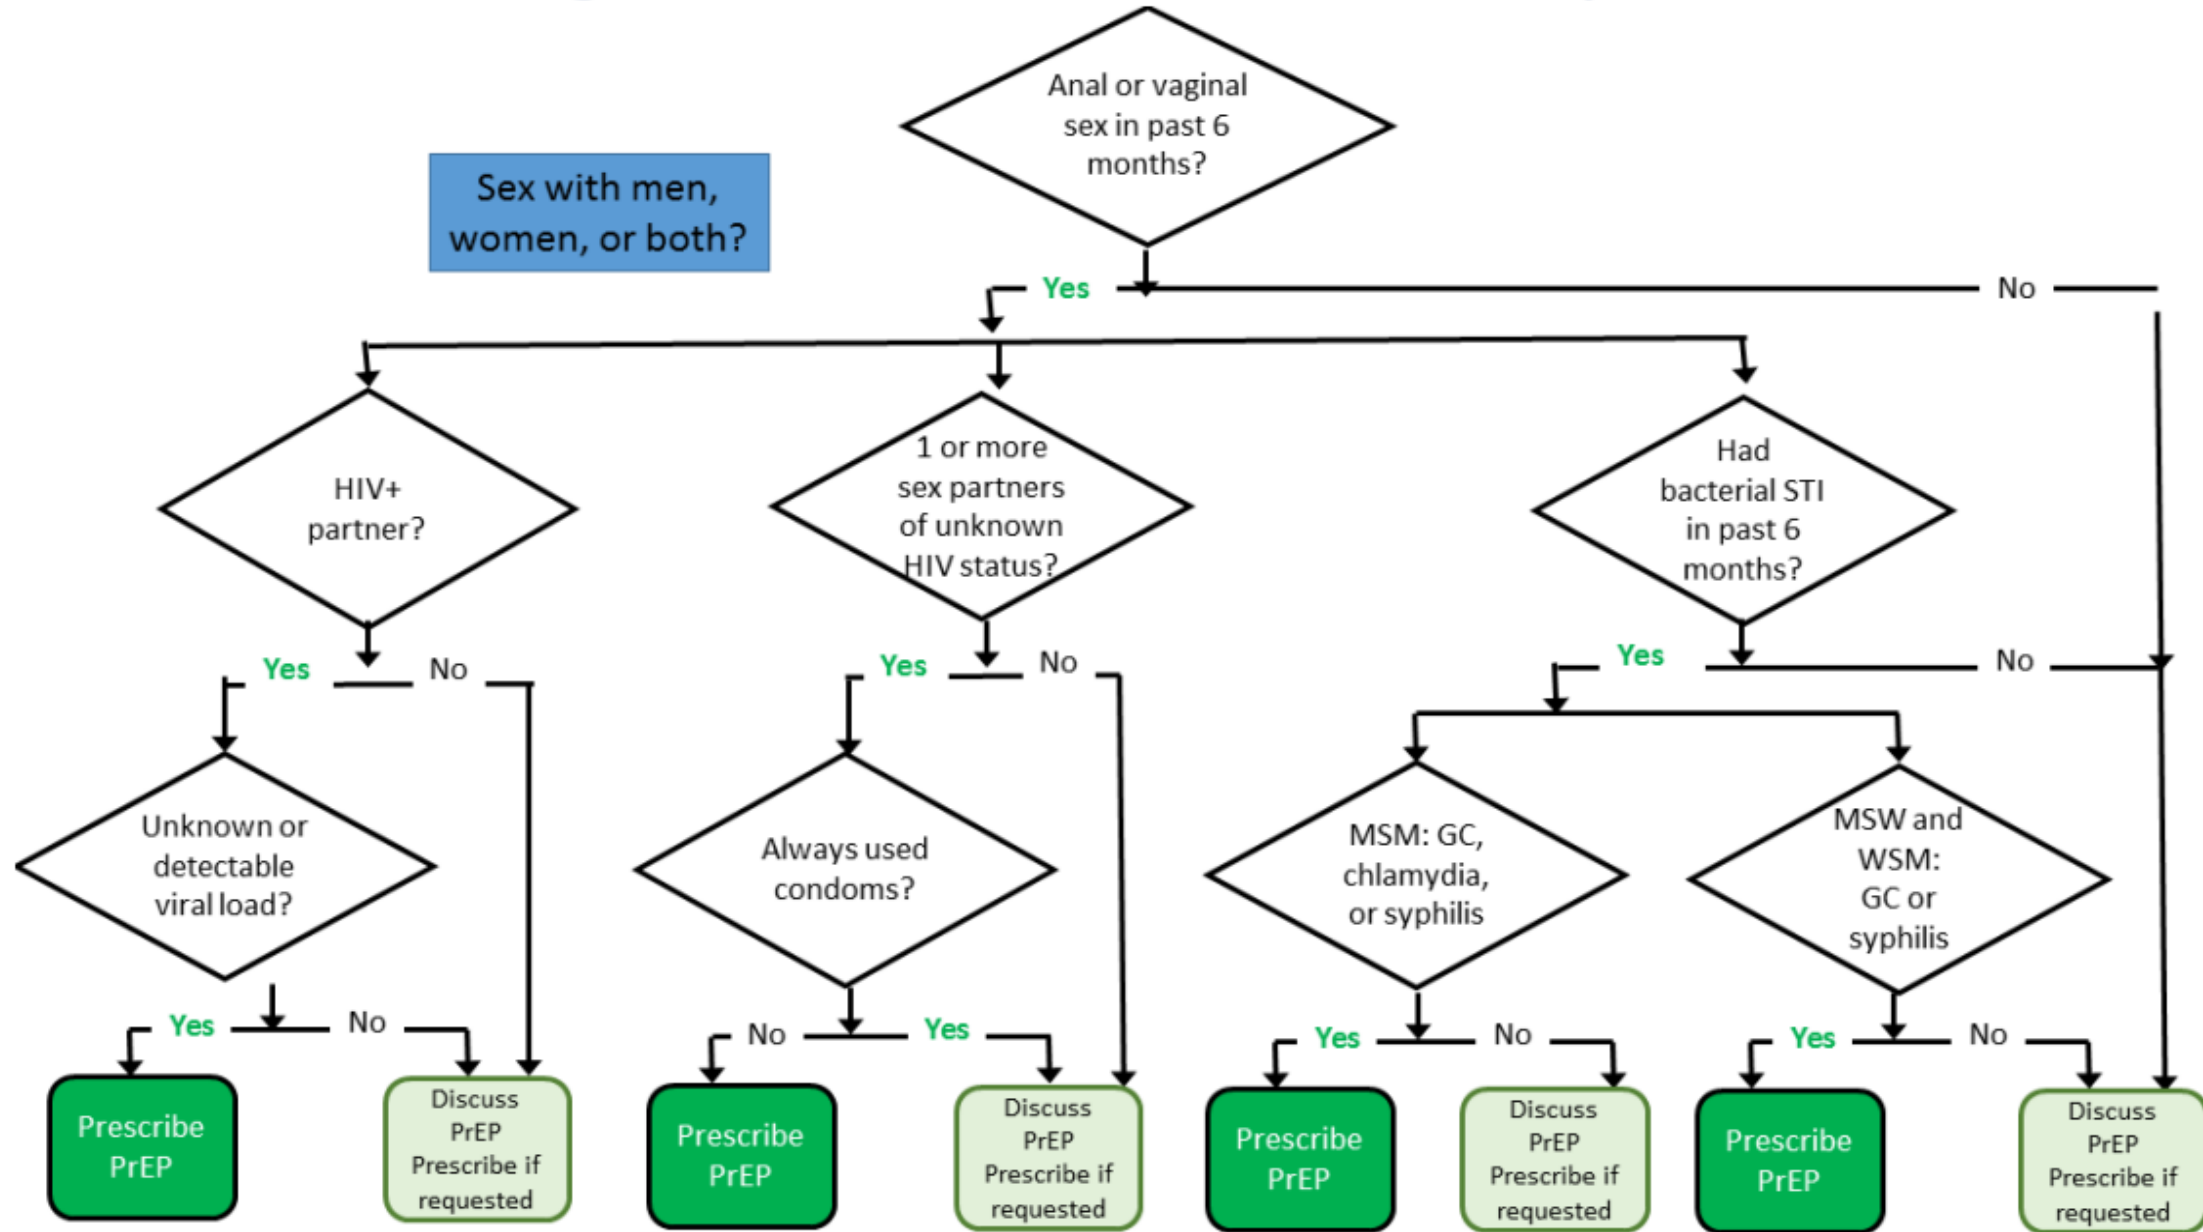 Anal or vaginal
sex in past 6
months?
Sex with men,
women, or both?
Yes
No
HIV+
partner?
1 or more
sex partners
of unknown
HIV status?
Had
bacterial STI
in past 6
months?
Yes
No
Yes
No
Yes
No
Unknown or
detectable
viral load?
Always used
condoms?
MSM: GC,
chlamydia,
or syphilis
MSW and
WSM:
GC or
syphilis
Yes
No
No
Yes
Yes
No
Yes
No
Prescribe
PrEP
Discuss
PrEP
Prescribe if
requested
Prescribe
PrEP
Discuss
PrEP
Prescribe if
requested
Prescribe
PrEP
Discuss
PrEP
Prescribe if
requested
Prescribe
PrEP
Discuss
PrEP
Prescribe if
requested